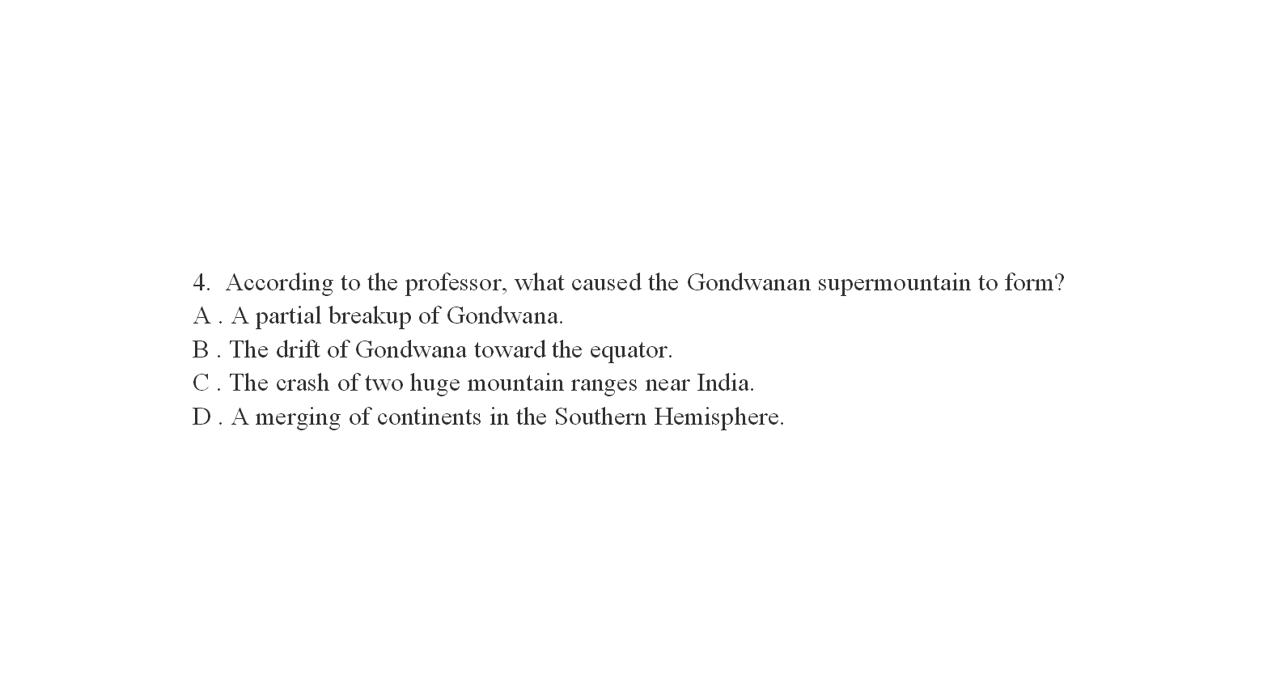 4.  According to the professor, what caused the Gondwanan supermountain to form?
A . A partial breakup of Gondwana.
B . The drift of Gondwana toward the equator.
C . The crash of two huge mountain ranges near India.
D . A merging of continents in the Southern Hemisphere.